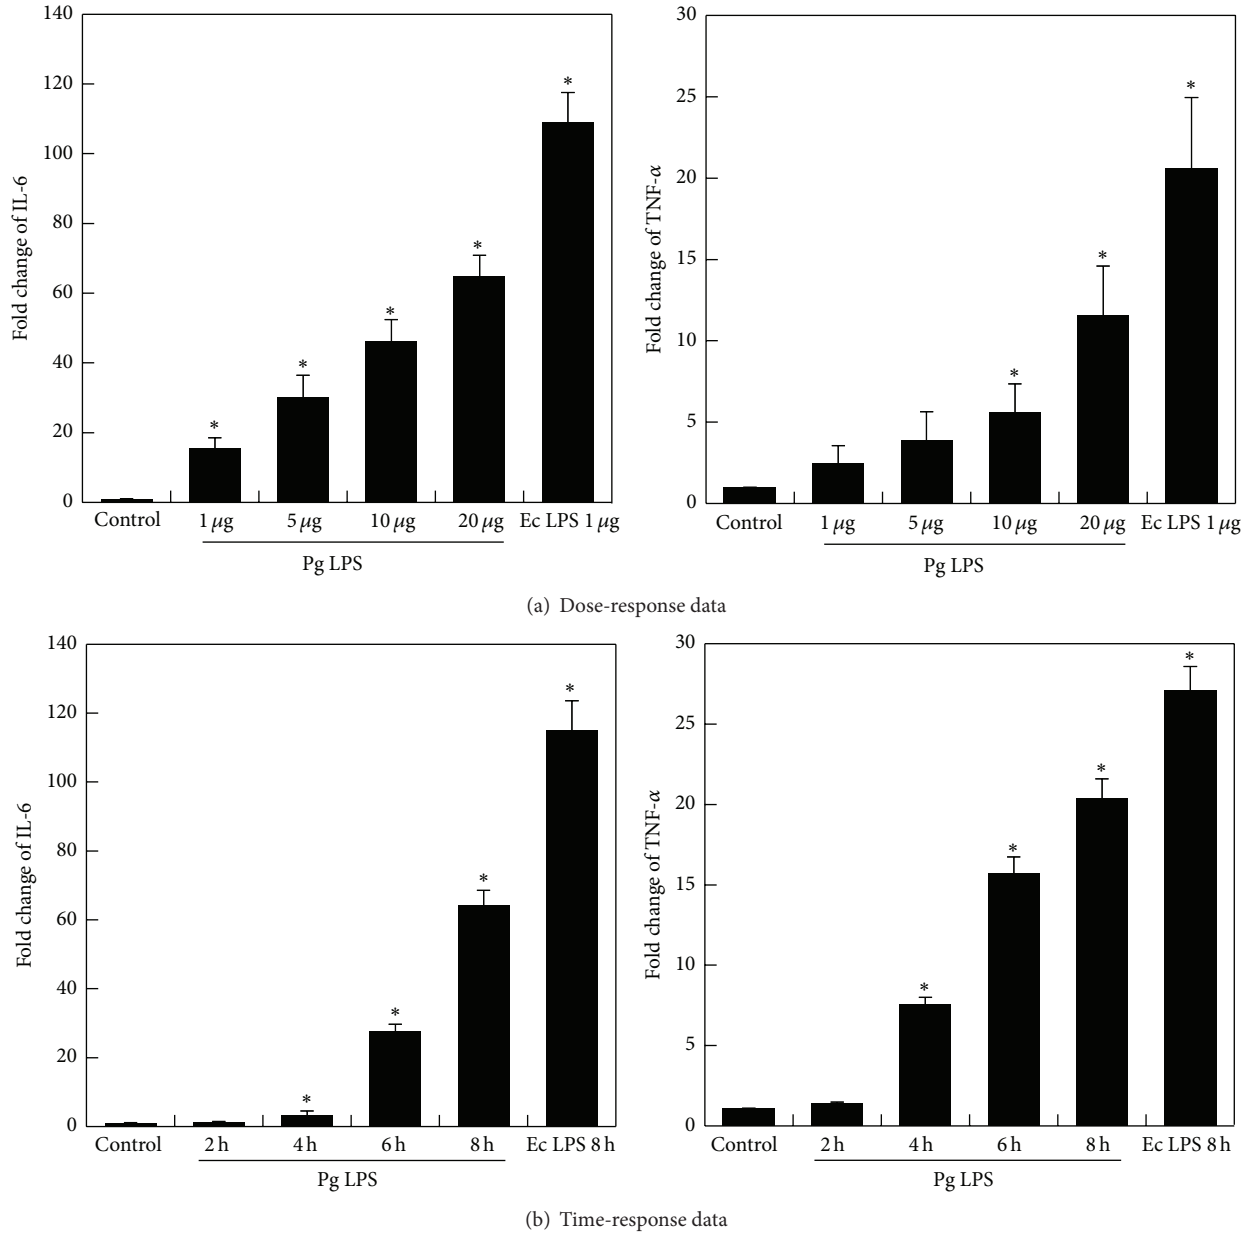 Fold change of IL-6
140
120
100
80
60
40
20
0
*
*
*
*
*
Control
1 μg
5 μg
10 μg
20 μg
Ec LPS 1 μg
Pg LPS
Fold change of TNF-α
30
25
20
15
10
5
0
*
*
*
Control
1 μg
5 μg
10 μg
20 μg
Ec LPS 1 μg
Pg LPS
(a) Dose-response data
Fold change of IL-6
140
120
100
80
60
40
20
0
*
*
*
*
Control
2 h
4 h
6 h
8 h
Ec LPS 8 h
Pg LPS
Fold change of TNF-α
30
25
20
15
10
5
0
*
*
*
*
Control
2 h
4 h
6 h
8 h
Ec LPS 8 h
Pg LPS
(b) Time-response data